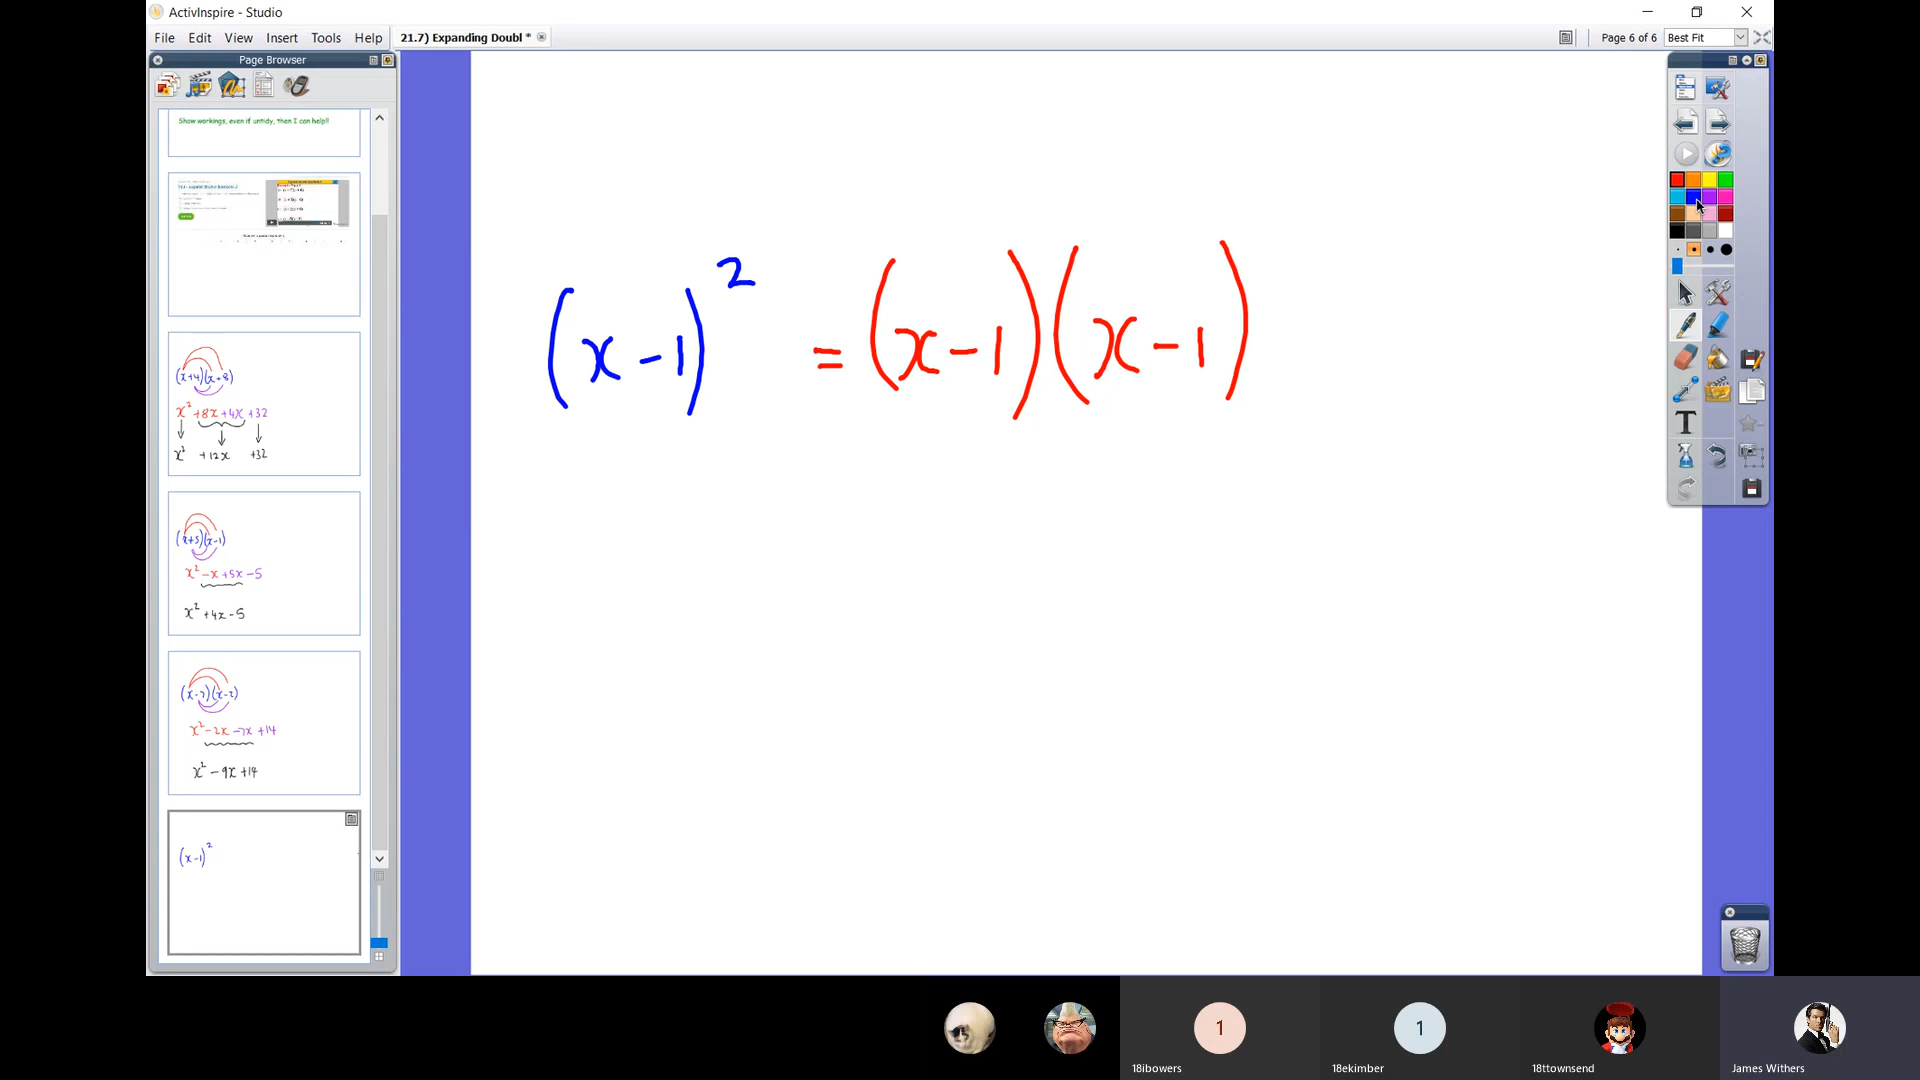 ActivInspire - Studio
File Edit View Insert Tools Help
21.7) Expanding Doubl *
Page 6 of 6 Best Fit
Page Browser
Show workings, even if untidy, then I can help!!
(x+4)(x+8)
x² +8x +4x +32
x² +12x +32
(x+5)(x-1)
x² -x +5x -5
x² +4x -5
(x-7)(x-2)
x² -2x -7x +14
x² -9x +14
(x-1)²
(x-1)² = (x-1)(x-1)
T
1 1
18ibowers 18ekimber 18ttownsend James Withers